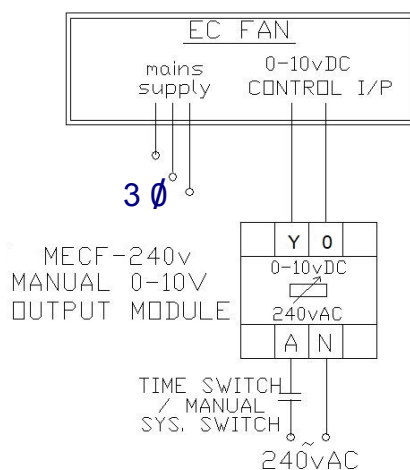 EC FAN
mains supply
0-10vDC CONTROL I/P
3 Ø
MECF-240v
MANUAL 0-10V
OUTPUT MODULE
Y 0
0-10vDC
240vAC
A N
TIME SWITCH
/ MANUAL
SYS. SWITCH
~
240vAC